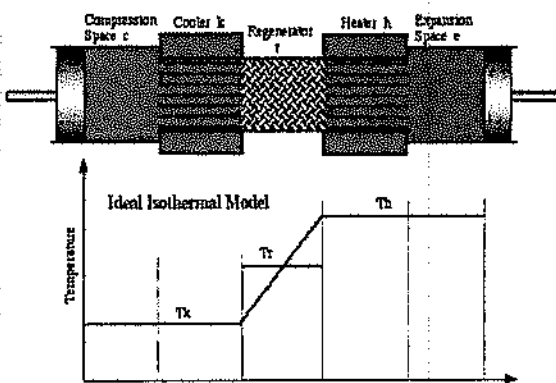 Compression
Space c
Cooler k
Regenerator
r
Heater h
Expansion
Space e
Ideal Isothermal Model
Temperature
Th
Tr
Tk